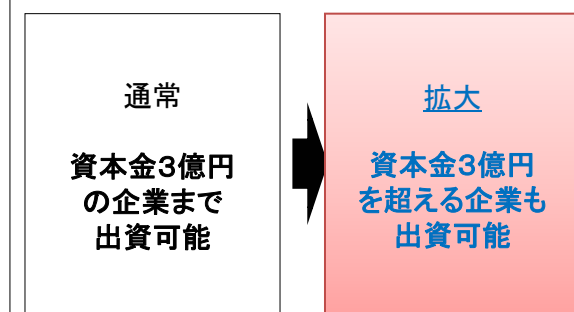 通常
資本金3億円
の企業まで
出資可能
拡大
資本金3億円
を超える企業も
出資可能